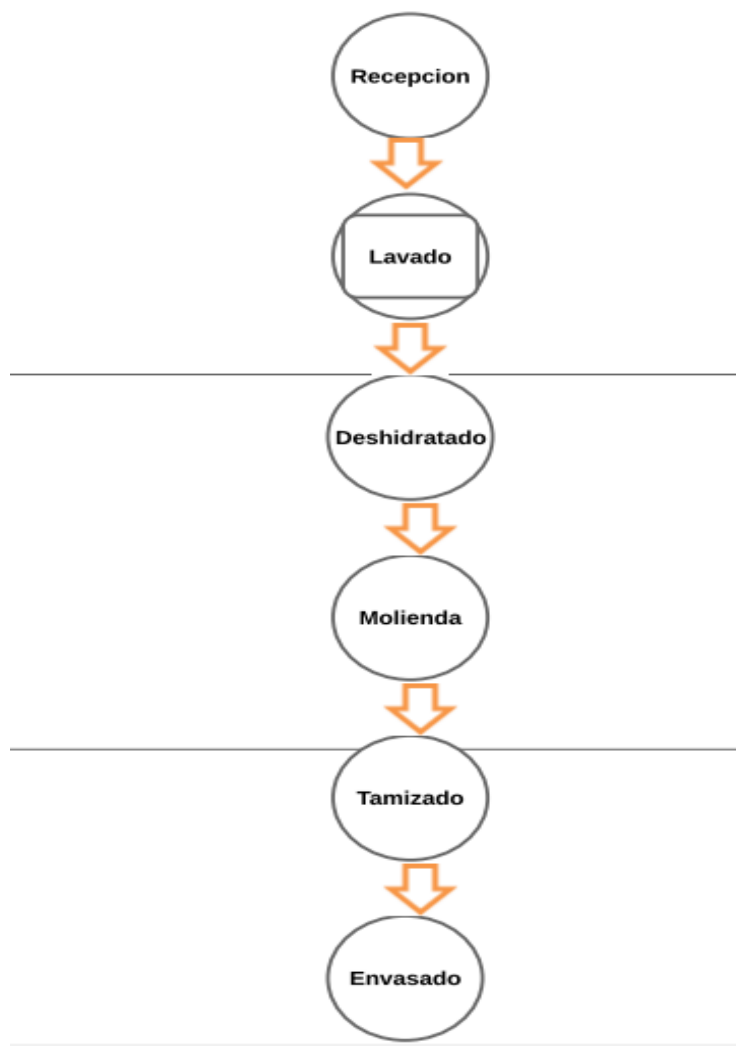 Recepcion
Lavado
Deshidratado
Molienda
Tamizado
Envasado